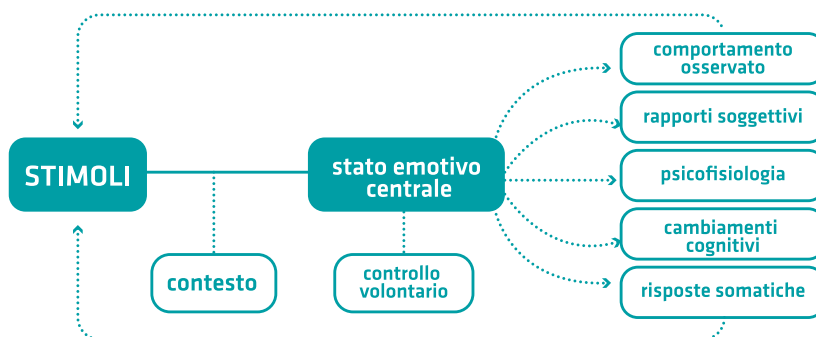 STIMOLI
contesto
stato emotivo
centrale
controllo
volontario
comportamento
osservato
rapporti soggettivi
psicofisiologia
cambiamenti
cognitivi
risposte somatiche